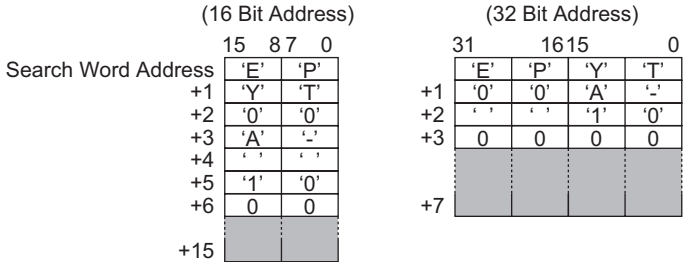 (16 Bit Address) (32 Bit Address)
15 8 7 0 31 16 15 0
Search Word Address ‘E’ ‘P’ ‘E’ ‘P’ ‘Y’ ‘T’
+1 ‘Y’ ‘T’ +1 ‘0’ ‘0’ ‘A’ ‘-’
+2 ‘0’ ‘0’ +2 ‘ ’ ‘ ’ ‘1’ ‘0’
+3 ‘A’ ‘-’ +3 0 0 0 0
+4 ‘ ’ ‘ ’
+5 ‘1’ ‘0’
+6 0 0 +7
+15